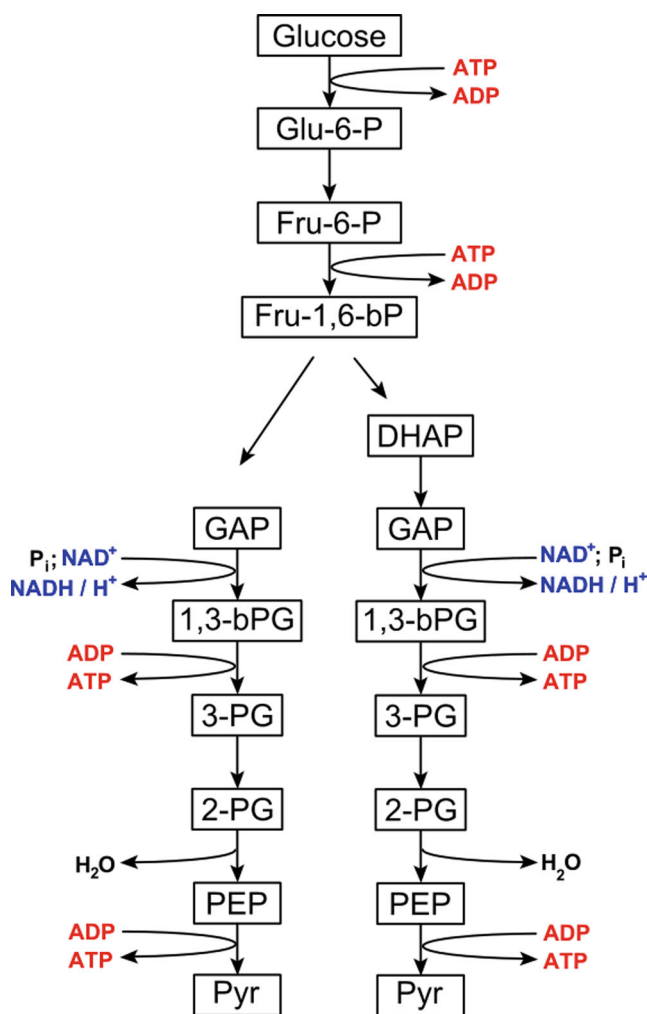 Glucose
ATP
ADP
Glu-6-P
Fru-6-P
ATP
ADP
Fru-1,6-bP
DHAP
GAP
GAP
Pᵢ; NAD⁺
NAD⁺; Pᵢ
NADH / H⁺
NADH / H⁺
1,3-bPG
1,3-bPG
ADP
ADP
ATP
ATP
3-PG
3-PG
2-PG
2-PG
H₂O
H₂O
PEP
PEP
ADP
ADP
ATP
ATP
Pyr
Pyr